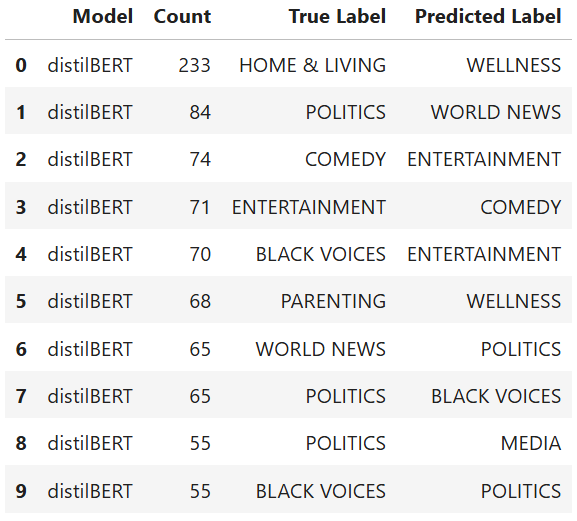 Model Count True Label Predicted Label
0 distilBERT 233 HOME & LIVING WELLNESS
1 distilBERT 84 POLITICS WORLD NEWS
2 distilBERT 74 COMEDY ENTERTAINMENT
3 distilBERT 71 ENTERTAINMENT COMEDY
4 distilBERT 70 BLACK VOICES ENTERTAINMENT
5 distilBERT 68 PARENTING WELLNESS
6 distilBERT 65 WORLD NEWS POLITICS
7 distilBERT 65 POLITICS BLACK VOICES
8 distilBERT 55 POLITICS MEDIA
9 distilBERT 55 BLACK VOICES POLITICS